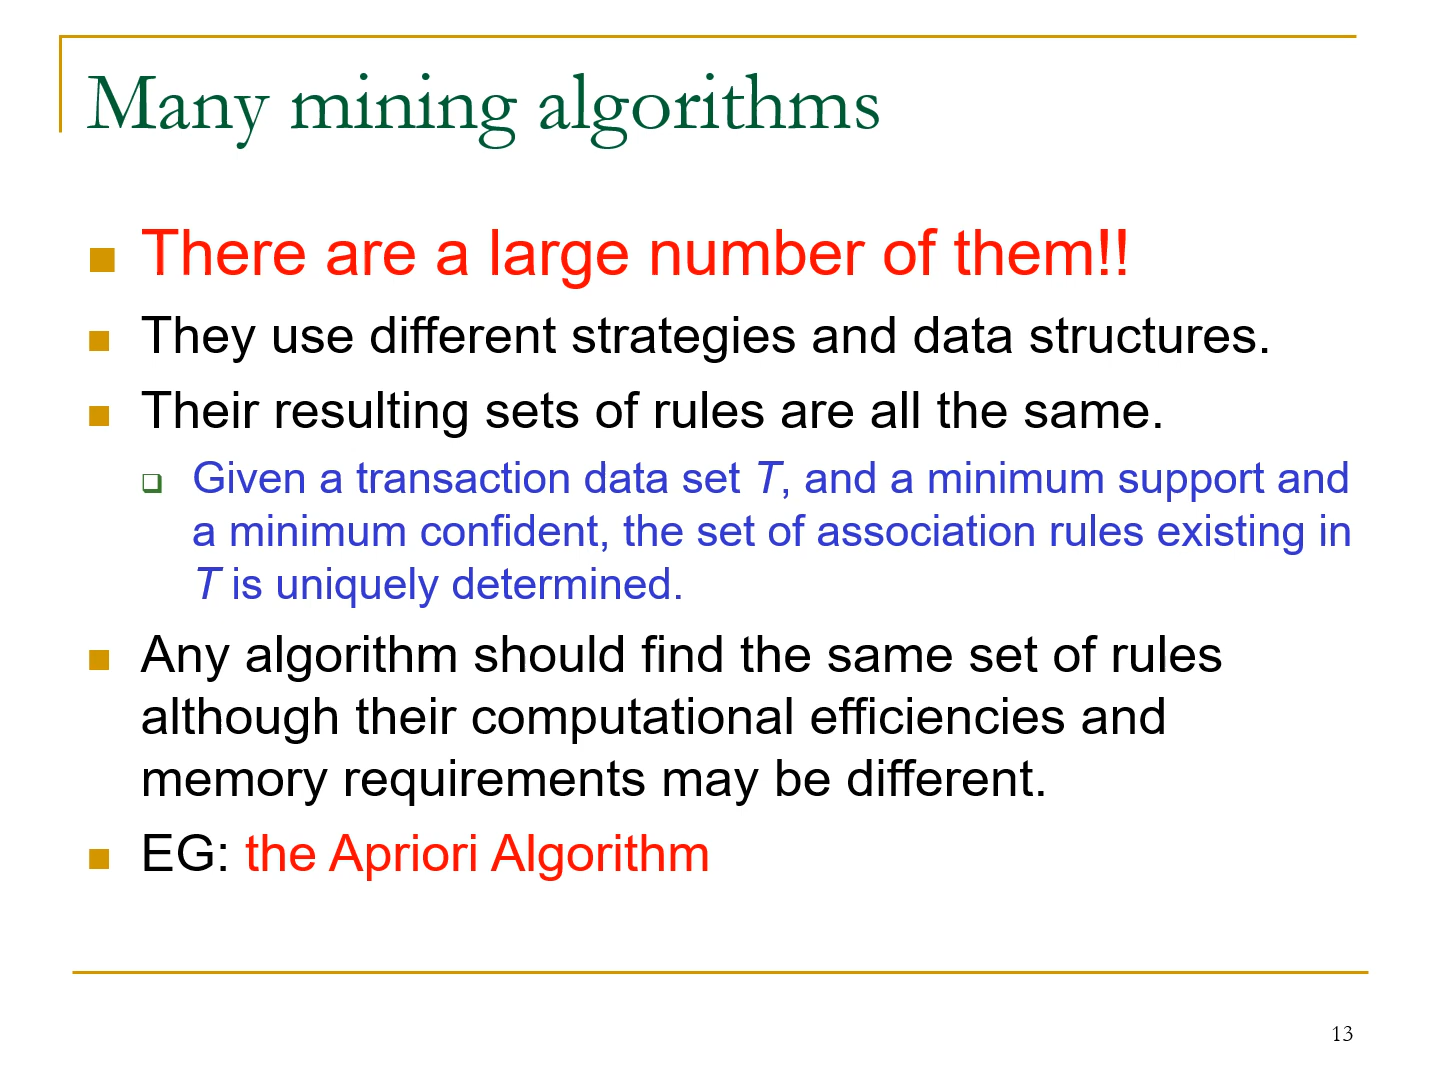 Many mining algorithms
There are a large number of them!!
They use different strategies and data structures.
Their resulting sets of rules are all the same.
Given a transaction data set T, and a minimum support and
a minimum confident, the set of association rules existing in
T is uniquely determined.
Any algorithm should find the same set of rules
although their computational efficiencies and
memory requirements may be different.
EG: the Apriori Algorithm
13